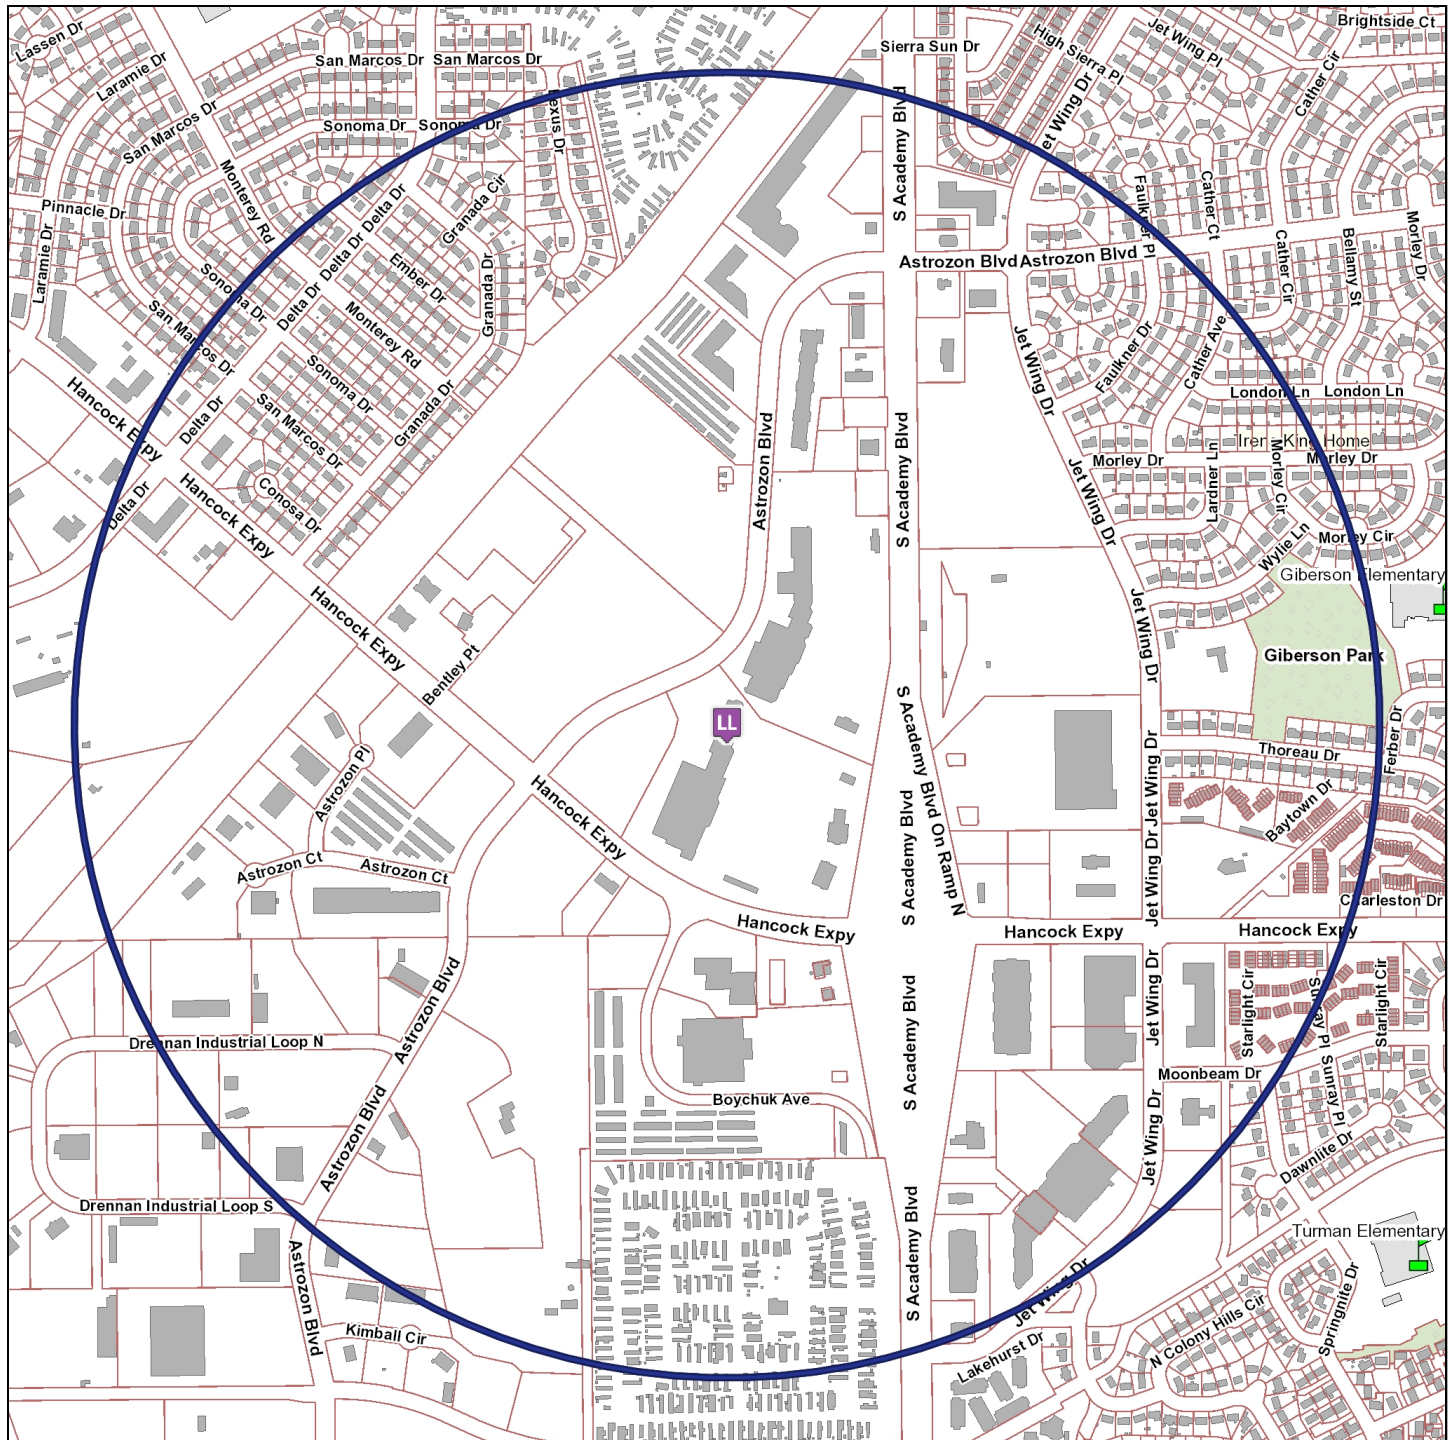 Lassen Dr
San Marcos Dr
San Marcos Dr
Sierra Sun Dr
High Sierra Pl
Jet Wing Pl
Brightside Ct
Laramie Dr
Cather Cir
San Marcos Dr
Sonoma Dr
Sonoma Dr
Lexus Dr
S Academy Blvd
Jet Wing Dr
Monterey Rd
Pinnacle Dr
Delta Dr
Granada Cir
Faulkner Pl
Cather Ct
Laramie Dr
Delta Dr
Ember Dr
Astrozon Blvd
Astrozon Blvd
Cather Cir
Bellamy St
Morley Dr
Sonoma Dr
Delta Dr
Granada Dr
San Marcos Dr
Monterey Rd
Jet Wing Dr
Faulkner Dr
Cather Ave
Hancock Expy
Sonoma Dr
London Ln
London Ln
Delta Dr
San Marcos Dr
Granada Dr
Astrozon Blvd
S Academy Blvd
Irene King Home
Morley Dr
Morley Dr
Lardner Ln
Morley Cir
Jet Wing Dr
Delta Dr
Hancock Expy
Conosa Dr
Wylie Ln
Morley Cir
Giberson Elementary
Hancock Expy
Jet Wing Dr
Giberson Park
Bentley Pt
LL
S Academy Blvd On Ramp N
Thoreau Dr
Ferber Dr
Astrozon Pl
Hancock Expy
S Academy Blvd
Jet Wing Dr
Jet Wing Dr
Baytown Dr
Astrozon Ct
Astrozon Ct
Charleston Dr
Hancock Expy
Hancock Expy
Hancock Expy
Astrozon Blvd
S Academy Blvd
Jet Wing Dr
Starlight Cir
Sunray Pl
Starlight Cir
Drennan Industrial Loop N
Moonbeam Dr
Boychuk Ave
Astrozon Blvd
Jet Wing Dr
Sunray Pl
Dawnlite Dr
Drennan Industrial Loop S
S Academy Blvd
Turman Elementary
Astrozon Blvd
Jet Wing Dr
Kimball Cir
Lakehurst Dr
N Colony Hills Cir
Springnite Dr